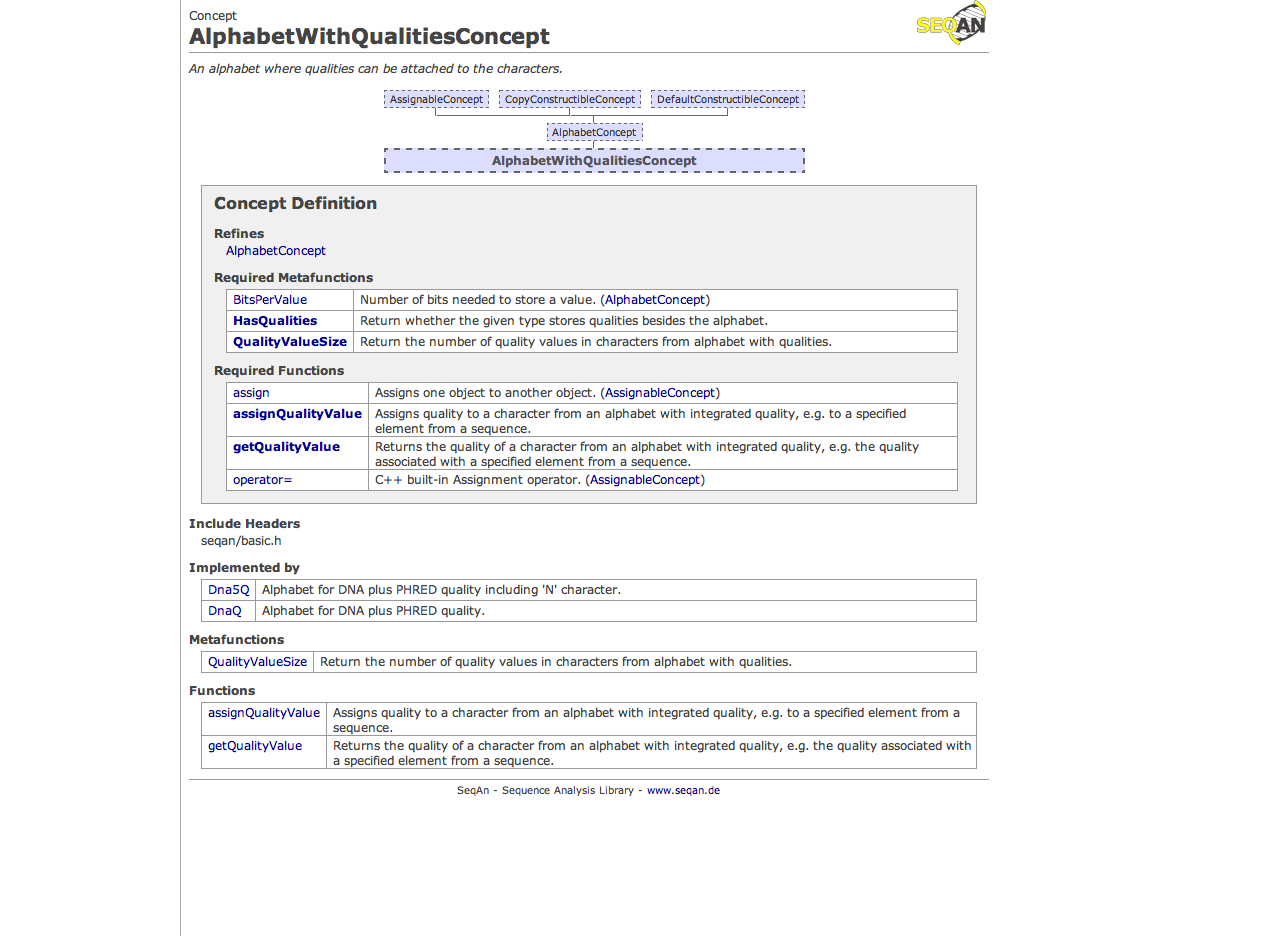 Concept
SEQAN
AlphabetWithQualitiesConcept
An alphabet where qualities can be attached to the characters.
AssignableConcept CopyConstructibleConcept DefaultConstructibleConcept
AlphabetConcept
AlphabetWithQualitiesConcept
Concept Definition
Refines
AlphabetConcept
Required Metafunctions
BitsPerValue Number of bits needed to store a value. (AlphabetConcept)
HasQualities Return whether the given type stores qualities besides the alphabet.
QualityValueSize Return the number of quality values in characters from alphabet with qualities.
Required Functions
assign Assigns one object to another object. (AssignableConcept)
assignQualityValue Assigns quality to a character from an alphabet with integrated quality, e.g. to a specified
element from a sequence.
getQualityValue Returns the quality of a character from an alphabet with integrated quality, e.g. the quality
associated with a specified element from a sequence.
operator= C++ built-in Assignment operator. (AssignableConcept)
Include Headers
seqan/basic.h
Implemented by
Dna5Q Alphabet for DNA plus PHRED quality including 'N' character.
DnaQ Alphabet for DNA plus PHRED quality.
Metafunctions
QualityValueSize Return the number of quality values in characters from alphabet with qualities.
Functions
assignQualityValue Assigns quality to a character from an alphabet with integrated quality, e.g. to a specified element from a
sequence.
getQualityValue Returns the quality of a character from an alphabet with integrated quality, e.g. the quality associated with
a specified element from a sequence.
SeqAn - Sequence Analysis Library - www.seqan.de